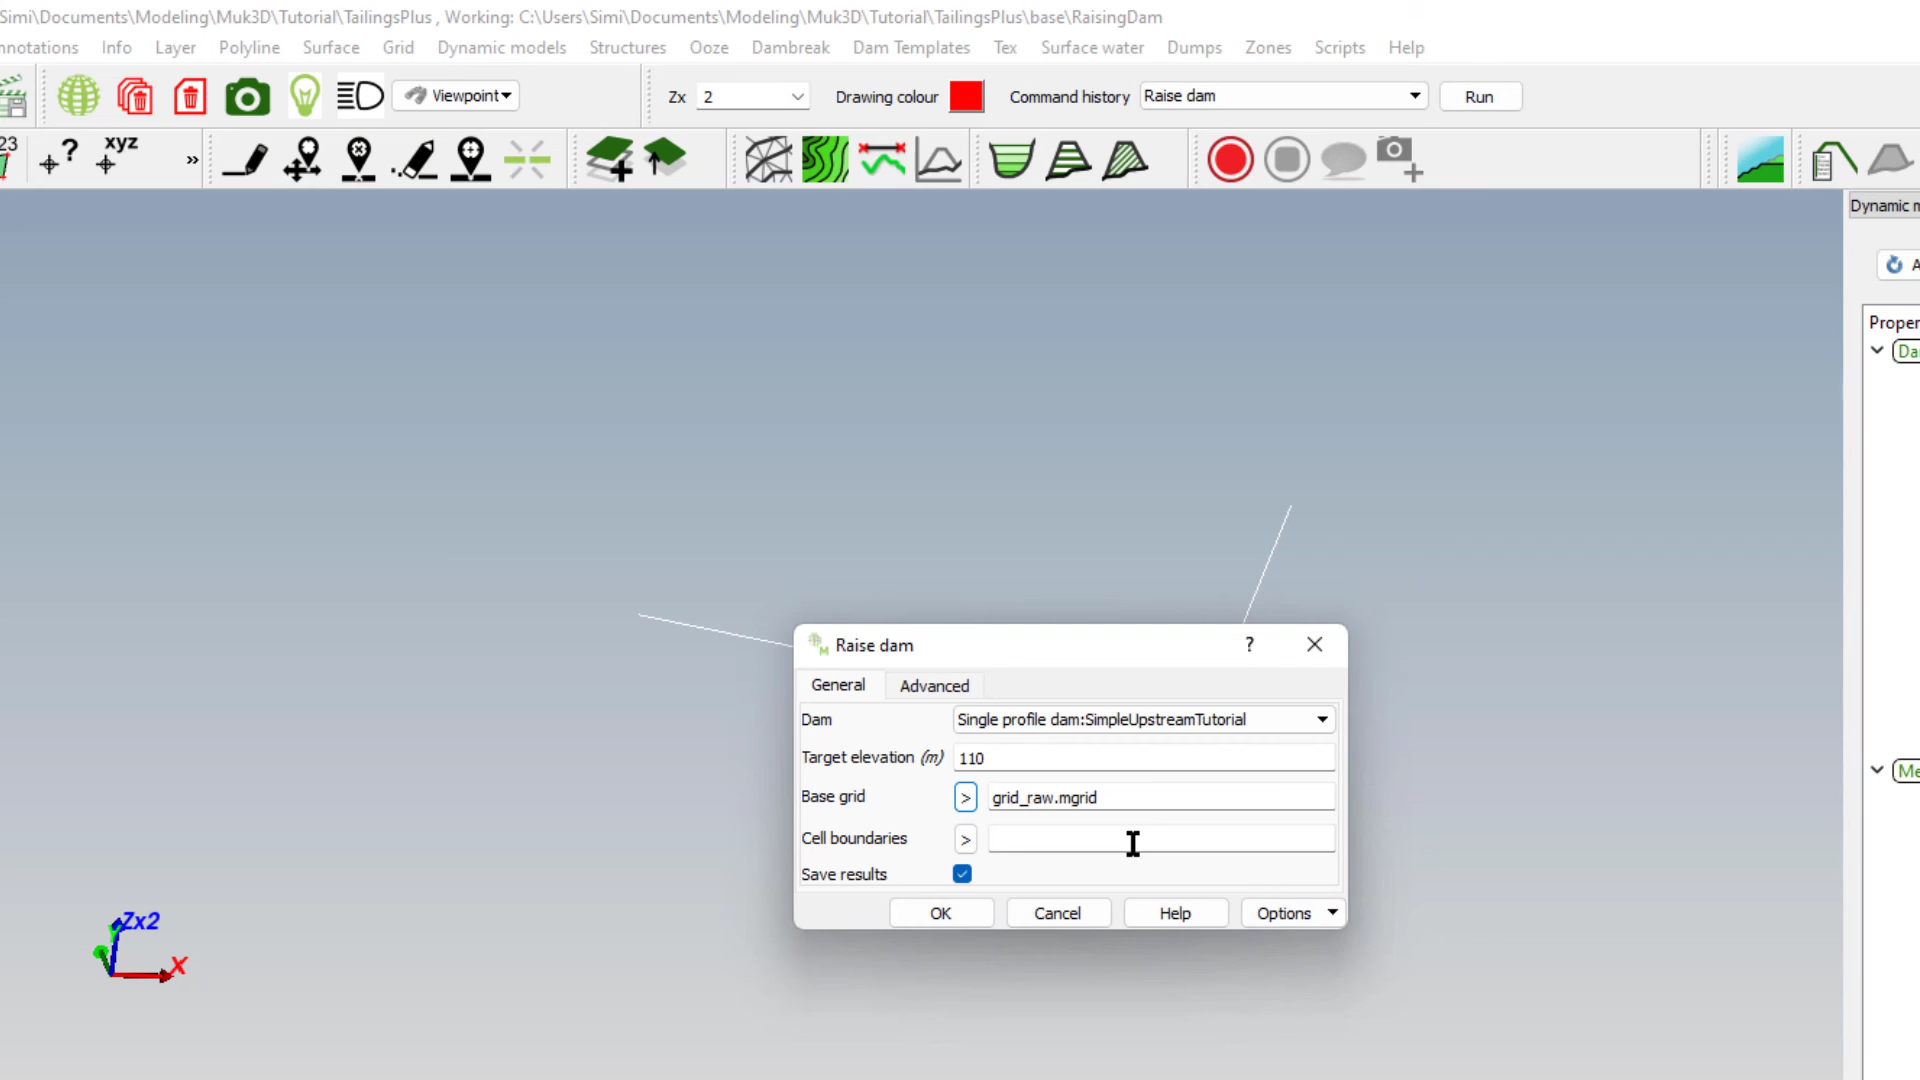 Simi\Documents\Modeling\Muk3D\Tutorial\TailingsPlus , Working: C:\Users\Simi\Documents\Modeling\Muk3D\Tutorial\TailingsPlus\base\RaisingDam
nnotations Info Layer Polyline Surface Grid Dynamic models Structures Ooze Dambreak Dam Templates Tex Surface water Dumps Zones Scripts Help
Viewpoint Zx 2 Drawing colour Command history Raise dam Run
23 ? xyz »
Dynamic m
A
Proper
Da
Me
Raise dam ?
General Advanced
Dam Single profile dam:SimpleUpstreamTutorial
Target elevation (m) 110
Base grid > grid_raw.mgrid
Cell boundaries >
Save results
OK Cancel Help Options
Zx2
X